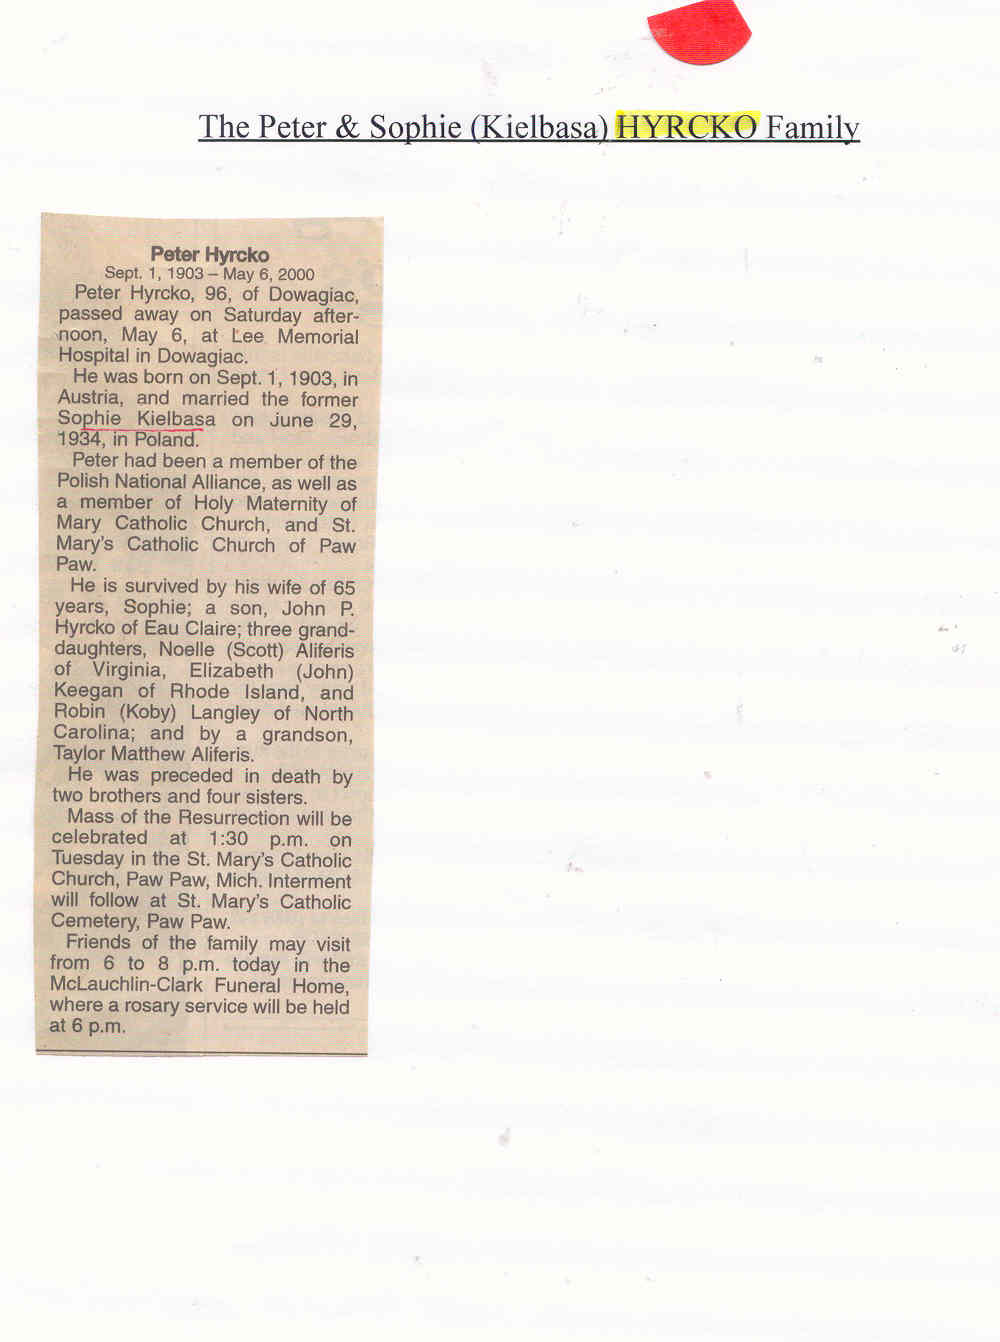 The Peter & Sophie (Kielbasa) HYRCKO Family
Peter Hyrcko
Sept. 1, 1903 – May 6, 2000
Peter Hyrcko, 96, of Dowagiac,
passed away on Saturday after-
noon, May 6, at Lee Memorial
Hospital in Dowagiac.
He was born on Sept. 1, 1903, in
Austria, and married the former
Sophie Kielbasa on June 29,
1934, in Poland.
Peter had been a member of the
Polish National Alliance, as well as
a member of Holy Maternity of
Mary Catholic Church, and St.
Mary's Catholic Church of Paw
Paw.
He is survived by his wife of 65
years, Sophie; a son, John P.
Hyrcko of Eau Claire; three grand-
daughters, Noelle (Scott) Aliferis
of Virginia, Elizabeth (John)
Keegan of Rhode Island, and
Robin (Koby) Langley of North
Carolina; and by a grandson,
Taylor Matthew Aliferis.
He was preceded in death by
two brothers and four sisters.
Mass of the Resurrection will be
celebrated at 1:30 p.m. on
Tuesday in the St. Mary's Catholic
Church, Paw Paw, Mich. Interment
will follow at St. Mary's Catholic
Cemetery, Paw Paw.
Friends of the family may visit
from 6 to 8 p.m. today in the
McLauchlin-Clark Funeral Home,
where a rosary service will be held
at 6 p.m.